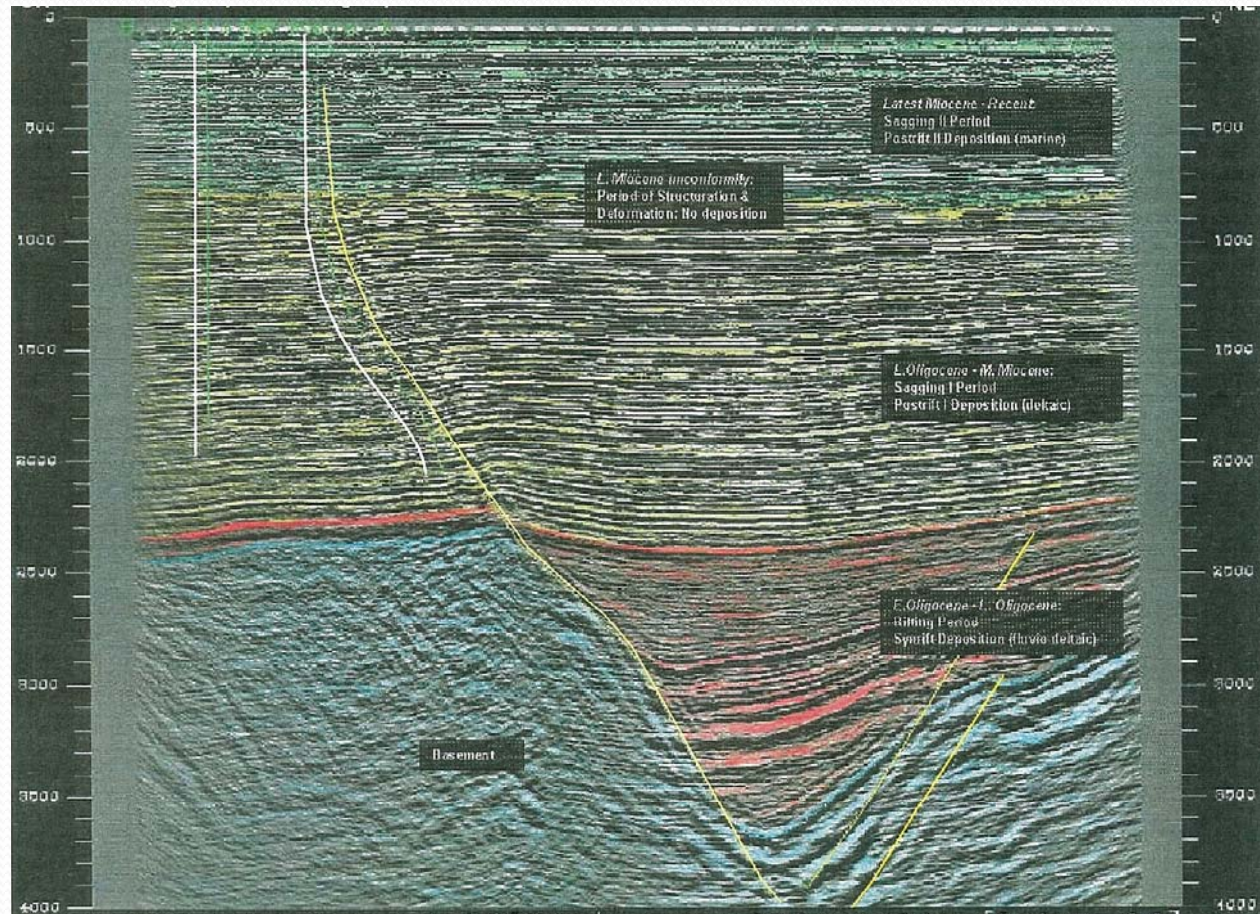 0
0
500
500
1000
1000
1500
1500
2000
2000
2500
2500
3000
3000
3500
3500
4000
4000
Latest Miocene - Recent
Sagging II Period
Postrift II Deposition (marine)
L. Miocene unconformity:
Period of Structuration &
Deformation: No deposition
L.Oligocene - M. Miocene:
Sagging I Period
Postrift I Deposition (deltaic)
E.Oligocene - L. Oligocene:
Rifting Period
Synrift Deposition (fluvio deltaic)
Basement